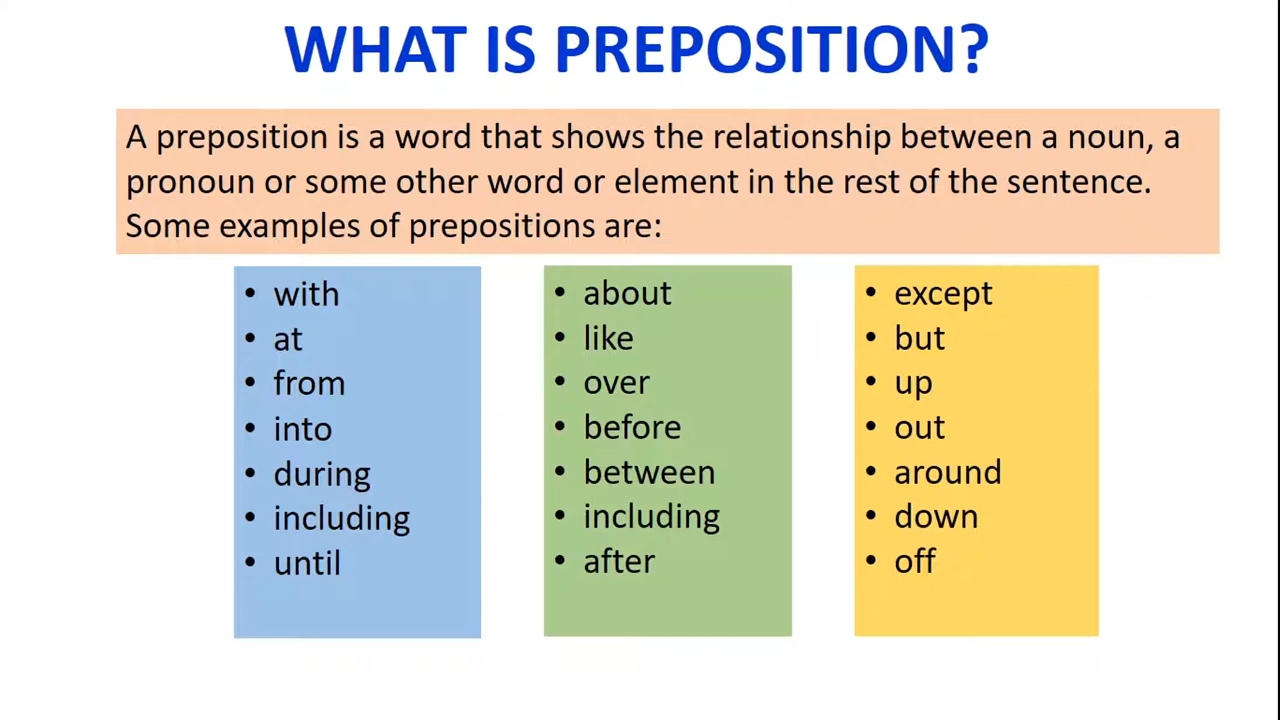 WHAT IS PREPOSITION?
A preposition is a word that shows the relationship between a noun, a
pronoun or some other word or element in the rest of the sentence.
Some examples of prepositions are:
• with
• at
• from
• into
• during
• including
• until
• about
• like
• over
• before
• between
• including
• after
• except
• but
• up
• out
• around
• down
• off